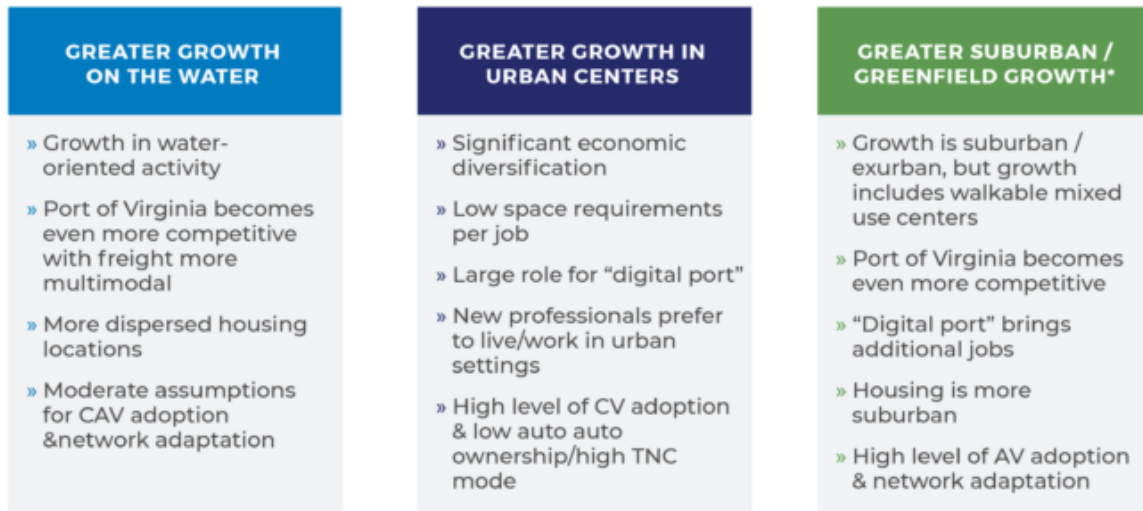 GREATER GROWTH
ON THE WATER
» Growth in water-
oriented activity
» Port of Virginia becomes
even more competitive
with freight more
multimodal
» More dispersed housing
locations
» Moderate assumptions
for CAV adoption
&network adaptation
GREATER GROWTH IN
URBAN CENTERS
» Significant economic
diversification
» Low space requirements
per job
» Large role for “digital port”
» New professionals prefer
to live/work in urban
settings
» High level of CV adoption
& low auto auto
ownership/high TNC
mode
GREATER SUBURBAN /
GREENFIELD GROWTH*
» Growth is suburban /
exurban, but growth
includes walkable mixed
use centers
» Port of Virginia becomes
even more competitive
» “Digital port” brings
additional jobs
» Housing is more
suburban
» High level of AV adoption
& network adaptation